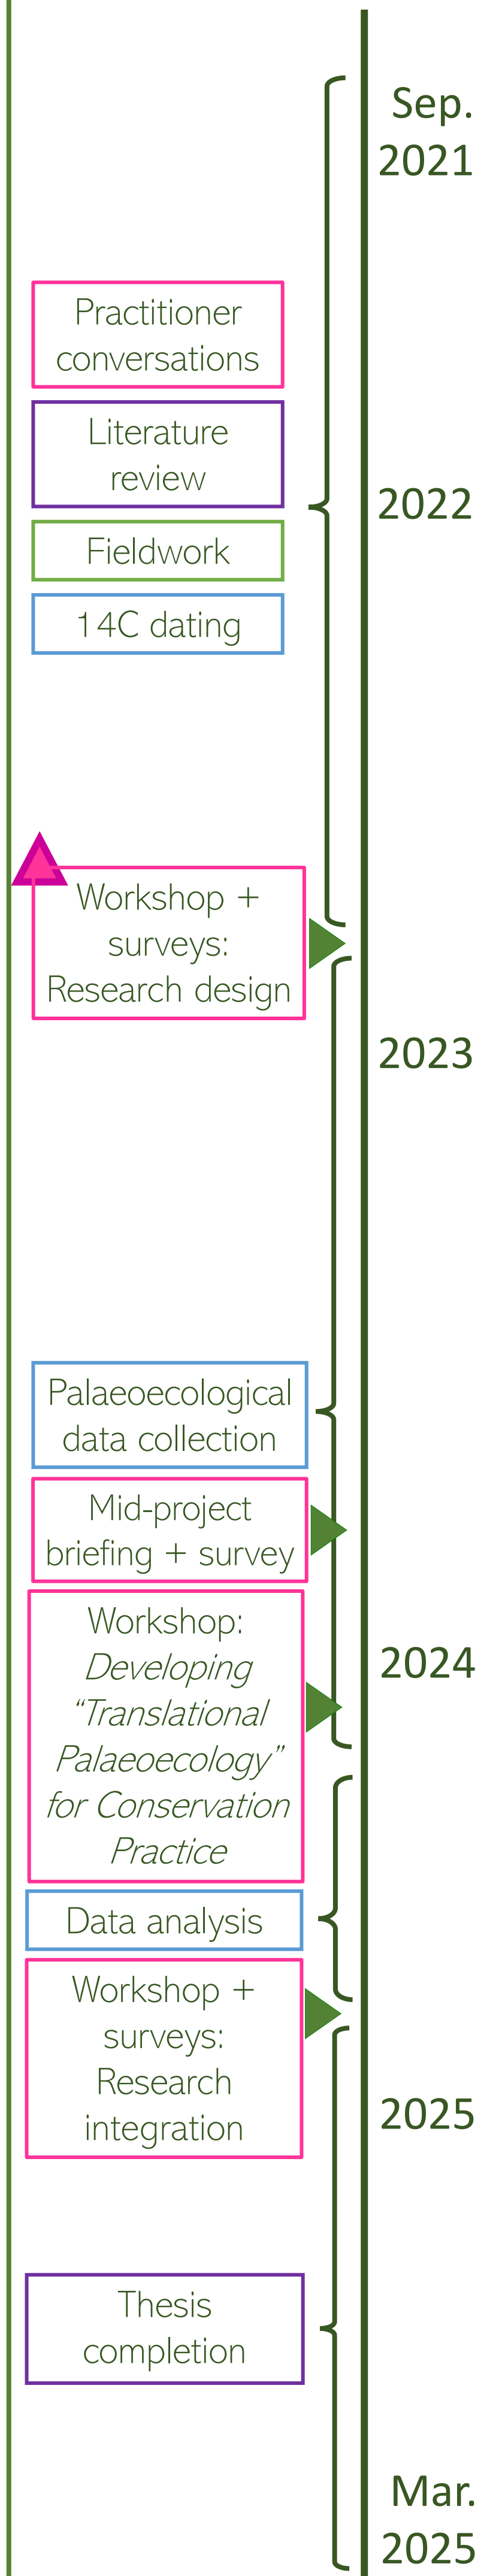 Sep.
2021
Practitioner
conversations
Literature
review
2022
Fieldwork
14C dating
Workshop +
surveys:
Research design
2023
Palaeoecological
data collection
Mid-project
briefing + survey
Workshop:
Developing
“Translational
Palaeoecology”
for Conservation
Practice
2024
Data analysis
Workshop +
surveys:
Research
integration
2025
Thesis
completion
Mar.
2025